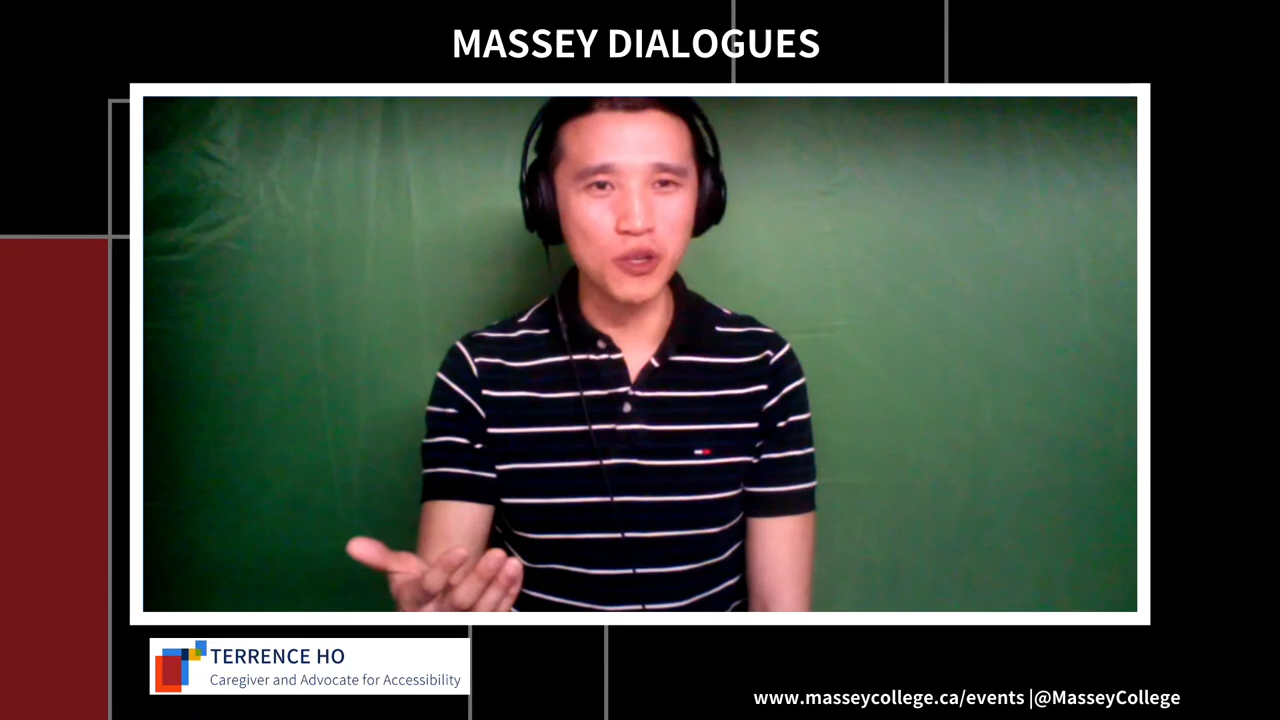 MASSEY DIALOGUES
TERRENCE HO
Caregiver and Advocate for Accessibility
www.masseycollege.ca/events |@MasseyCollege